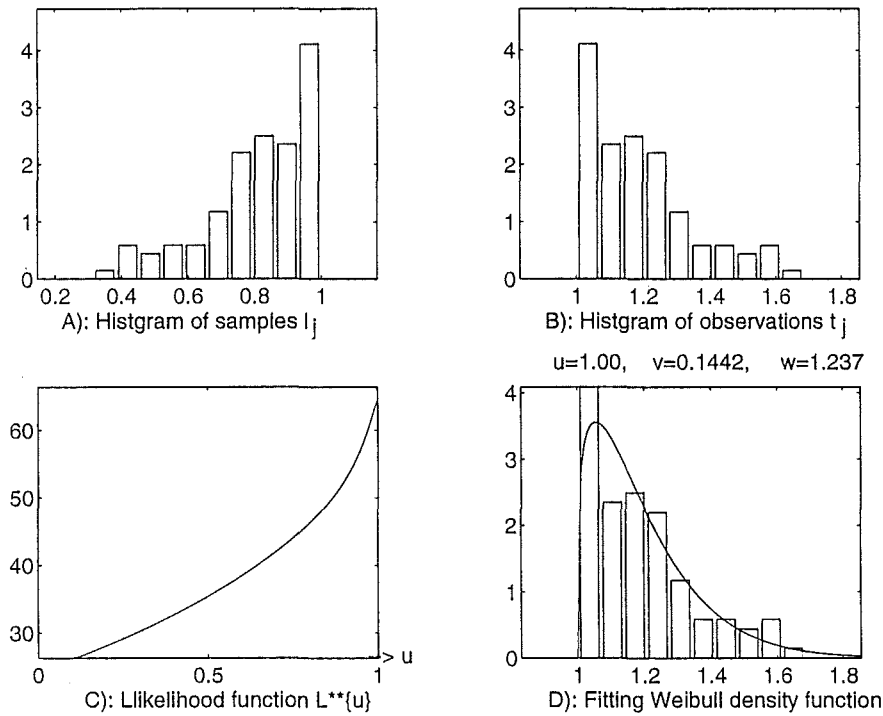 4
3
2
1
0
0.2 0.4 0.6 0.8 1
A): Histgram of samples l_j
4
3
2
1
0
1 1.2 1.4 1.6 1.8
B): Histgram of observations t_j
60
50
40
30
0 0.5 1 > u
C): Llikelihood function L**{u}
u=1.00, v=0.1442, w=1.237
4
3
2
1
0
1 1.2 1.4 1.6 1.8
D): Fitting Weibull density function